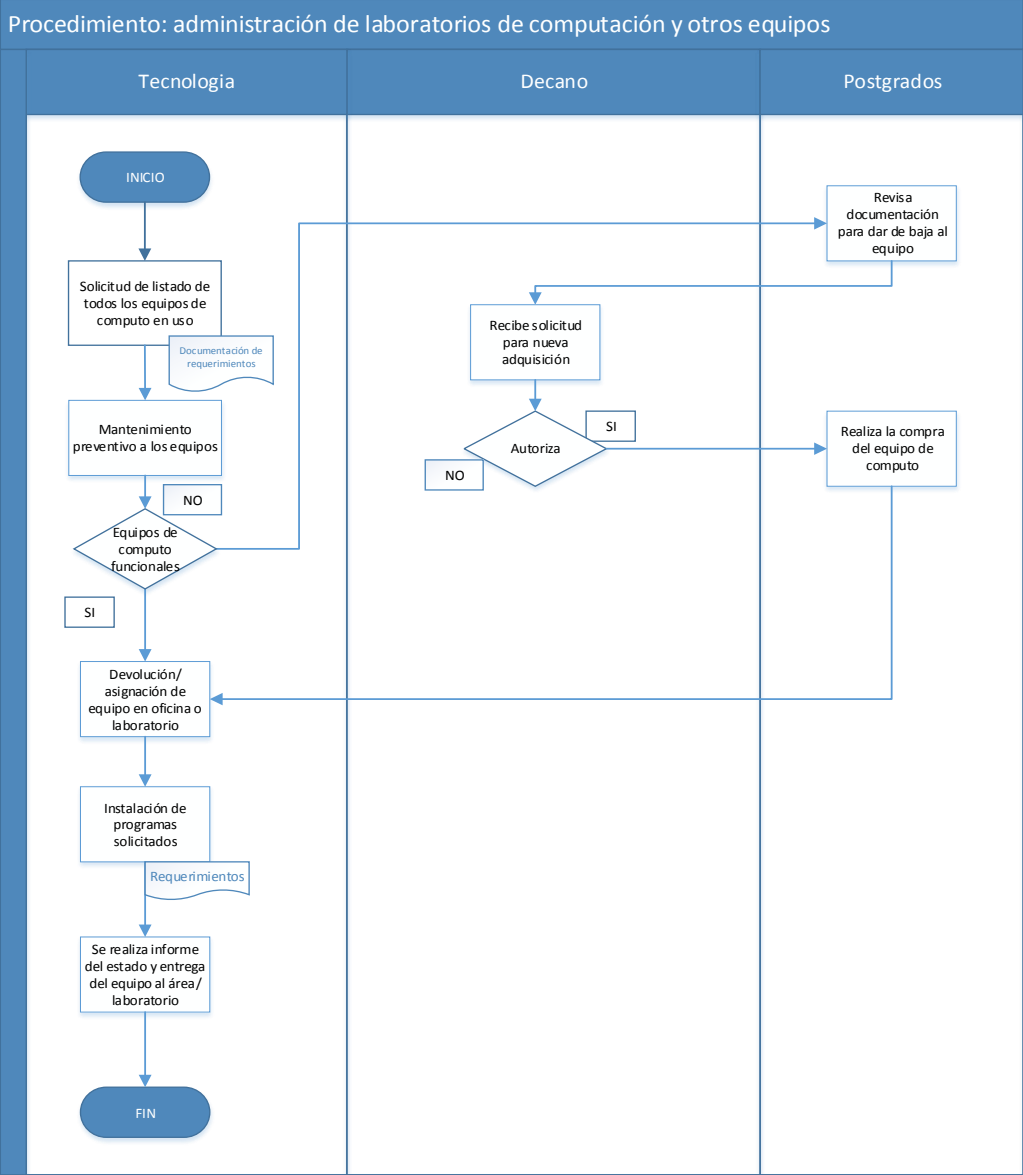 Procedimiento: administración de laboratorios de computación y otros equipos
Tecnologia
Decano
Postgrados
INICIO
Solicitud de listado de
todos los equipos de
computo en uso
Documentación de
requerimientos
Mantenimiento
preventivo a los equipos
NO
Equipos de
computo
funcionales
SI
Devolución/
asignación de
equipo en oficina o
laboratorio
Instalación de
programas
solicitados
Requerimientos
Se realiza informe
del estado y entrega
del equipo al área/
laboratorio
FIN
Recibe solicitud
para nueva
adquisición
Autoriza
SI
NO
Revisa
documentación
para dar de baja al
equipo
Realiza la compra
del equipo de
computo